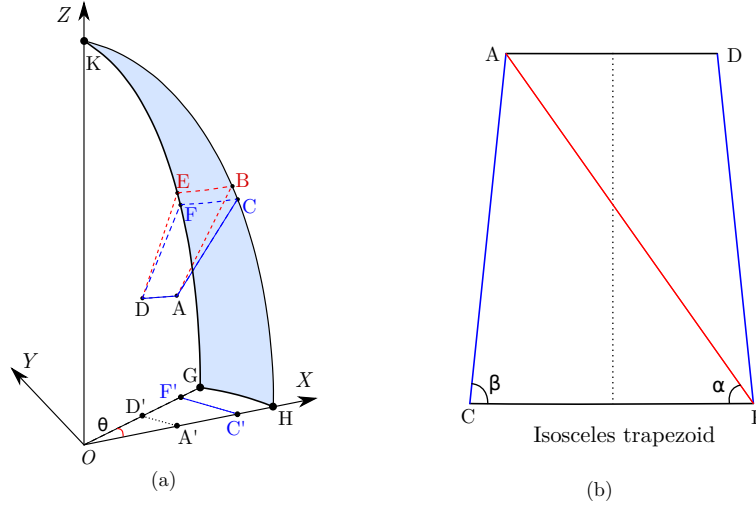 Z
K
E
B
F
C
D
A
Y
G
X
F'
D'
θ
H
A'
C'
O
(a)
A
D
β
α
C
Isosceles trapezoid
(b)